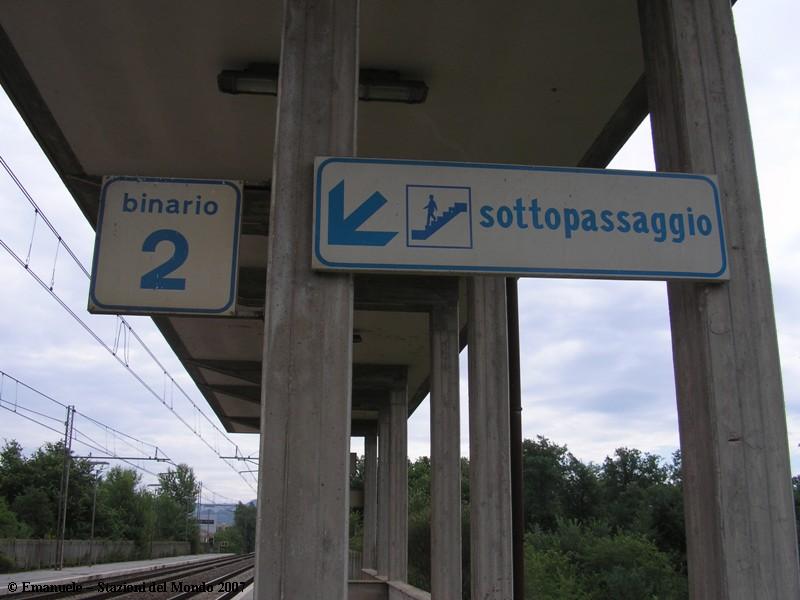 binario
2
sottopassaggio
© Emanuele - Stazioni del Mondo 2007